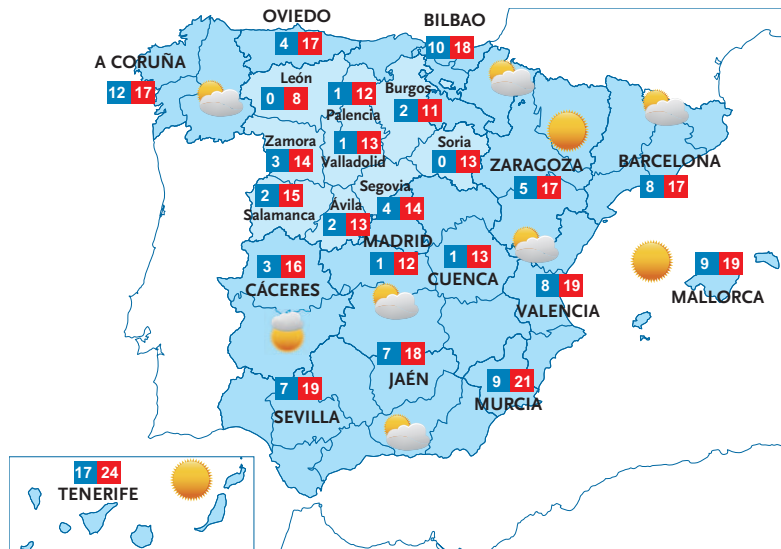 OVIEDO
4 17
BILBAO
10 18
A CORUÑA
12 17
León
0 8
1 12
Palencia
Burgos
2 11
Zamora
3 14
1 13
Valladolid
Soria
0 13
ZARAGOZA
5 17
BARCELONA
8 17
2 15
Salamanca
Ávila
2 13
Segovia
4 14
MADRID
1 12
1 13
CUENCA
3 16
CÁCERES
8 19
VALENCIA
9 19
MALLORCA
7 18
JAÉN
9 21
MURCIA
7 19
SEVILLA
17 24
TENERIFE